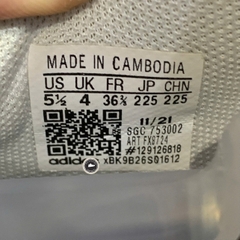 MADE IN CAMBODIA
US UK FR JP CHN
5½ 4 36⅔ 225 225
11/21
SGC 753002
ART FX8724
#129126818
adidas xBK9B26S01612